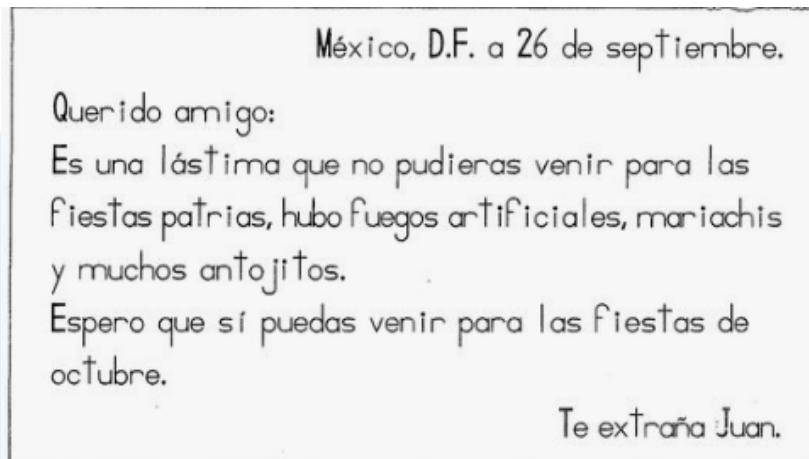 México, D.F. a 26 de septiembre.
Querido amigo:
Es una lástima que no pudieras venir para las
fiestas patrias, hubo fuegos artificiales, mariachis
y muchos antojitos.
Espero que sí puedas venir para las fiestas de
octubre.
Te extraña Juan.